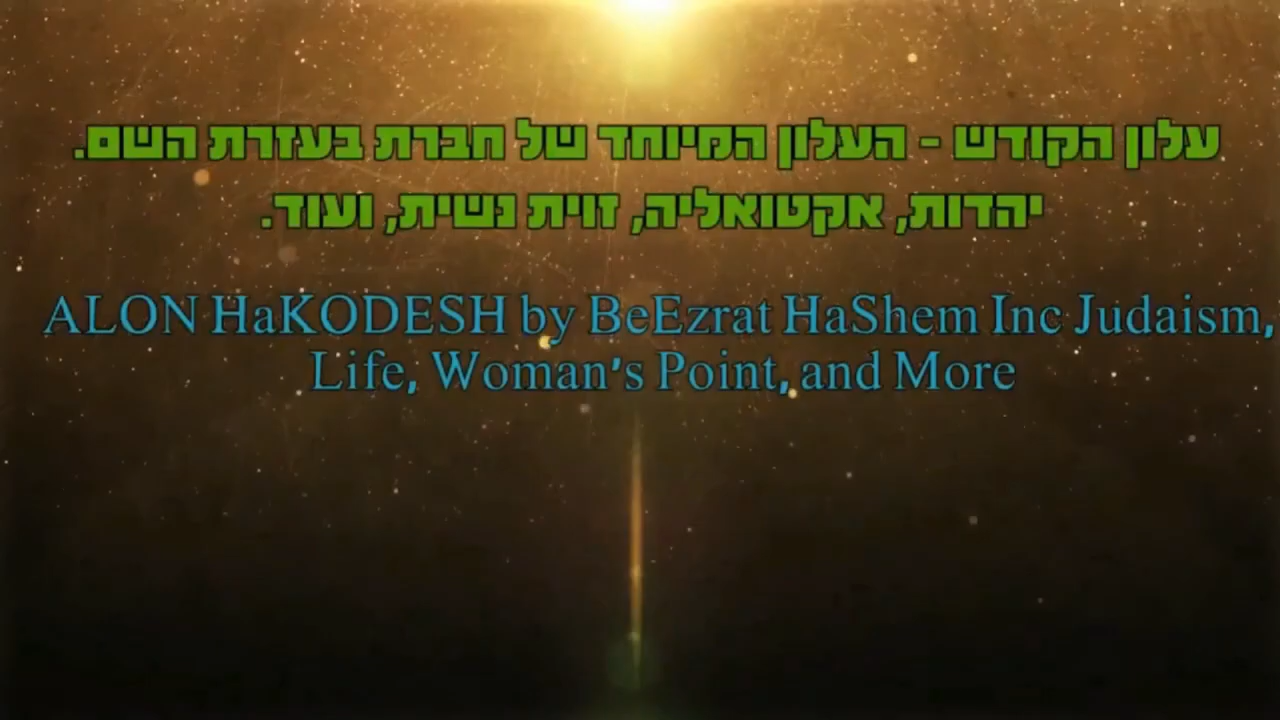 עלון הקודש - העלון המיוחד של חברת בעזרת השם.
יהדות, אקטואליה, זוית נשית, ועוד.
ALON HaKODESH by BeEzrat HaShem Inc Judaism,
Life, Woman's Point, and More